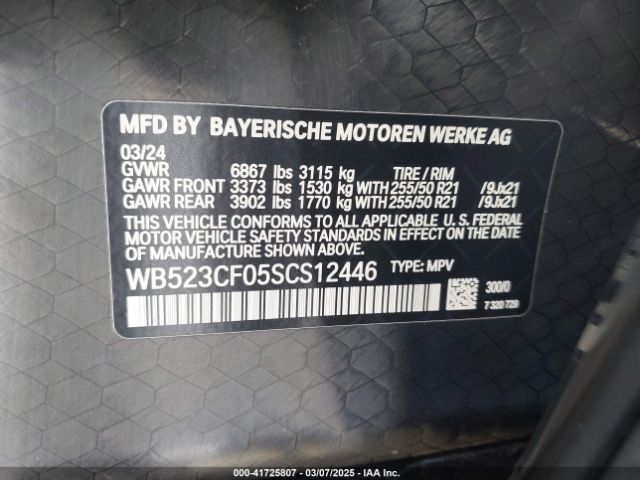 MFD BY BAYERISCHE MOTOREN WERKE AG
03/24
GVWR 6867 lbs 3115 kg TIRE / RIM
GAWR FRONT 3373 lbs 1530 kg WITH 255/50 R21 /9Jx21
GAWR REAR 3902 lbs 1770 kg WITH 255/50 R21 /9Jx21
THIS VEHICLE CONFORMS TO ALL APPLICABLE U. S. FEDERAL
MOTOR VEHICLE SAFETY STANDARDS IN EFFECT ON THE DATE
OF MANUFACTURE SHOWN ABOVE.
WB523CF05SCS12446 TYPE: MPV
300/0
000-41725807 — 03/07/2025 — IAA Inc.